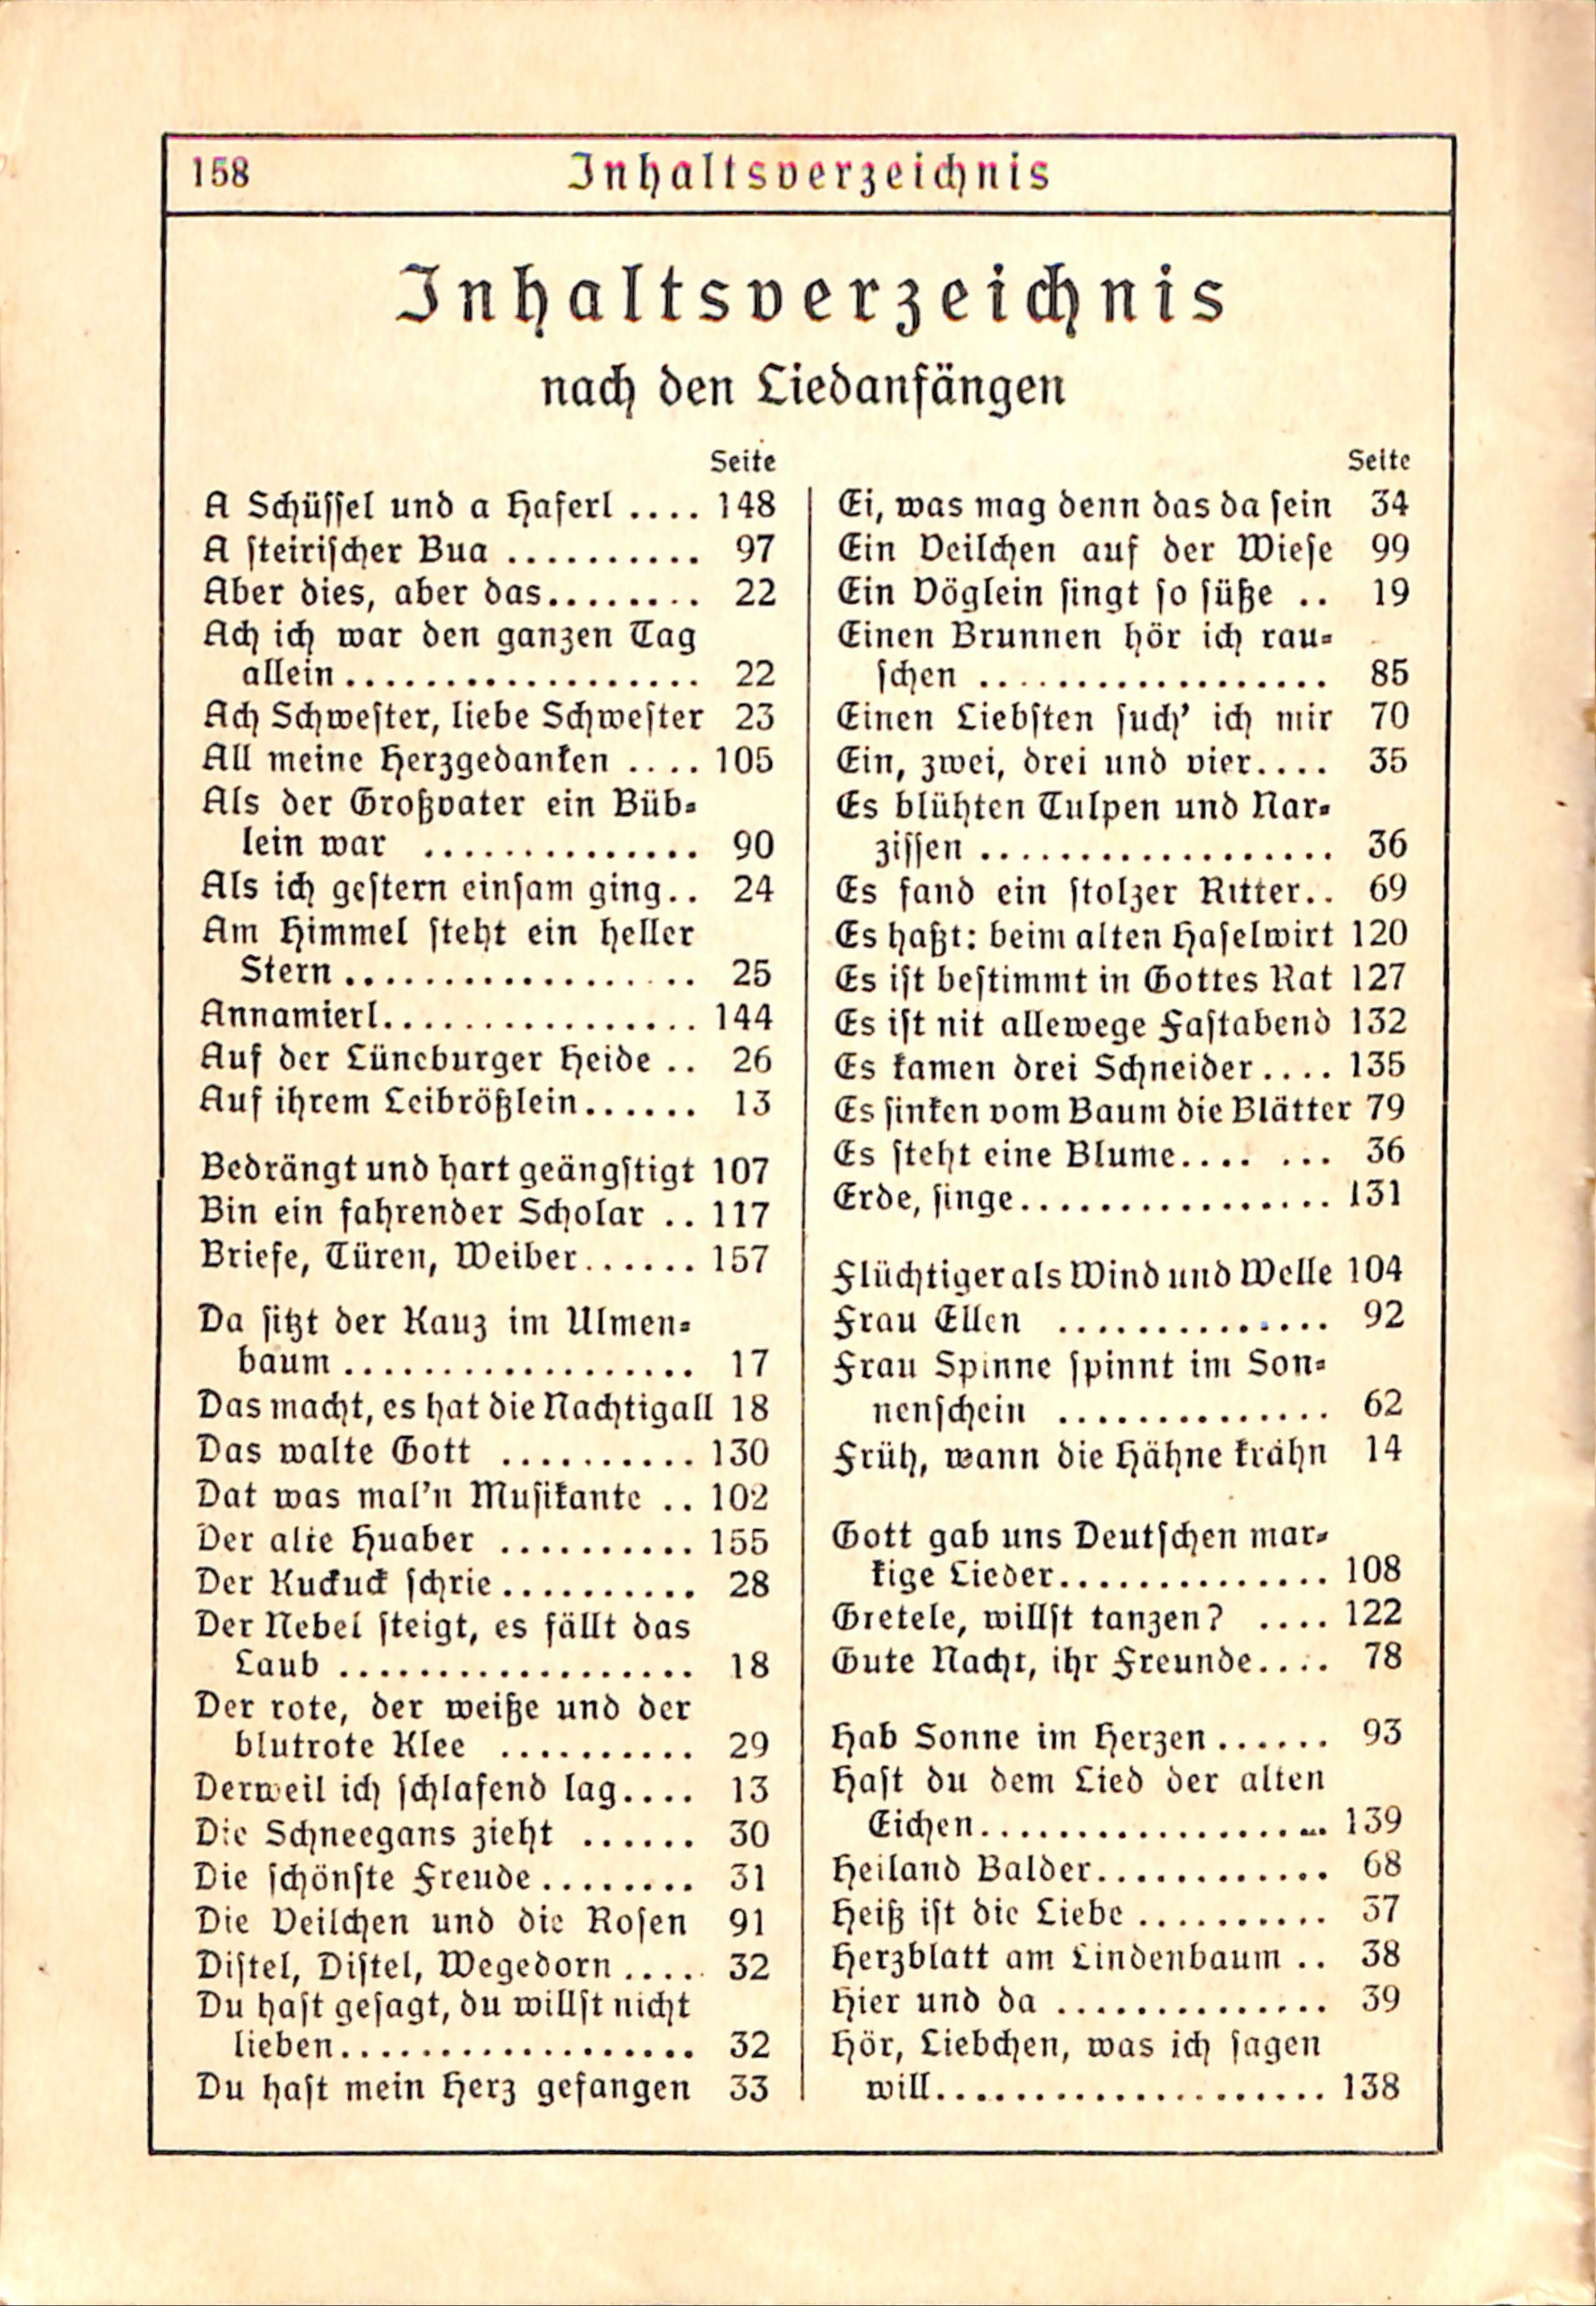 158
Inhaltsverzeichnis
Inhaltsverzeichnis
nach den Liedanfängen
Seite
A Schüssel und a Haferl .... 148
A steirischer Bua .......... 97
Aber dies, aber das........ 22
Ach ich war den ganzen Tag
allein.................. 22
Ach Schwester, liebe Schwester 23
All meine Herzgedanken .... 105
Als der Großvater ein Büb-
lein war .............. 90
Als ich gestern einsam ging.. 24
Am Himmel steht ein heller
Stern.................. 25
Annamierl................ 144
Auf der Lüneburger Heide .. 26
Auf ihrem Leibrößlein...... 13
Bedrängt und hart geängstigt 107
Bin ein fahrender Scholar .. 117
Briefe, Türen, Weiber...... 157
Da sitzt der Kauz im Ulmen-
baum .................. 17
Das macht, es hat die Nachtigall 18
Das walte Gott .......... 130
Dat was mal'n Musikante .. 102
Der alte Huaber .......... 155
Der Kuckuck schrie.......... 28
Der Nebel steigt, es fällt das
Laub .................. 18
Der rote, der weiße und der
blutrote Klee .......... 29
Derweil ich schlafend lag.... 13
Die Schneegans zieht ...... 30
Die schönste Freude........ 31
Die Veilchen und die Rosen 91
Distel, Distel, Wegedorn ..... 32
Du hast gesagt, du willst nicht
lieben.................. 32
Du hast mein Herz gefangen 33
Seite
Ei, was mag denn das da sein 34
Ein Veilchen auf der Wiese 99
Ein Vöglein singt so süße .. 19
Einen Brunnen hör ich rau-
schen .................. 85
Einen Liebsten such' ich mir 70
Ein, zwei, drei und vier.... 35
Es blühten Tulpen und Nar-
zissen .................. 36
Es fand ein stolzer Ritter.. 69
Es haßt: beim alten Haselwirt 120
Es ist bestimmt in Gottes Rat 127
Es ist nit allewege Fastabend 132
Es kamen drei Schneider.... 135
Es sinken vom Baum die Blätter 79
Es steht eine Blume.... ... 36
Erde, singe................ 131
Flüchtiger als Wind und Welle 104
Frau Ellen .............. 92
Frau Spinne spinnt im Son-
nenschein .............. 62
Früh, wann die Hähne krähn 14
Gott gab uns Deutschen mar-
kige Lieder.............. 108
Gretele, willst tanzen? .... 122
Gute Nacht, ihr Freunde.... 78
Hab Sonne im Herzen...... 93
Hast du dem Lied der alten
Eichen.................. 139
Heiland Balder............ 68
Heiß ist die Liebe .......... 37
Herzblatt am Lindenbaum .. 38
Hier und da .............. 39
Hör, Liebchen, was ich sagen
will.................... 138